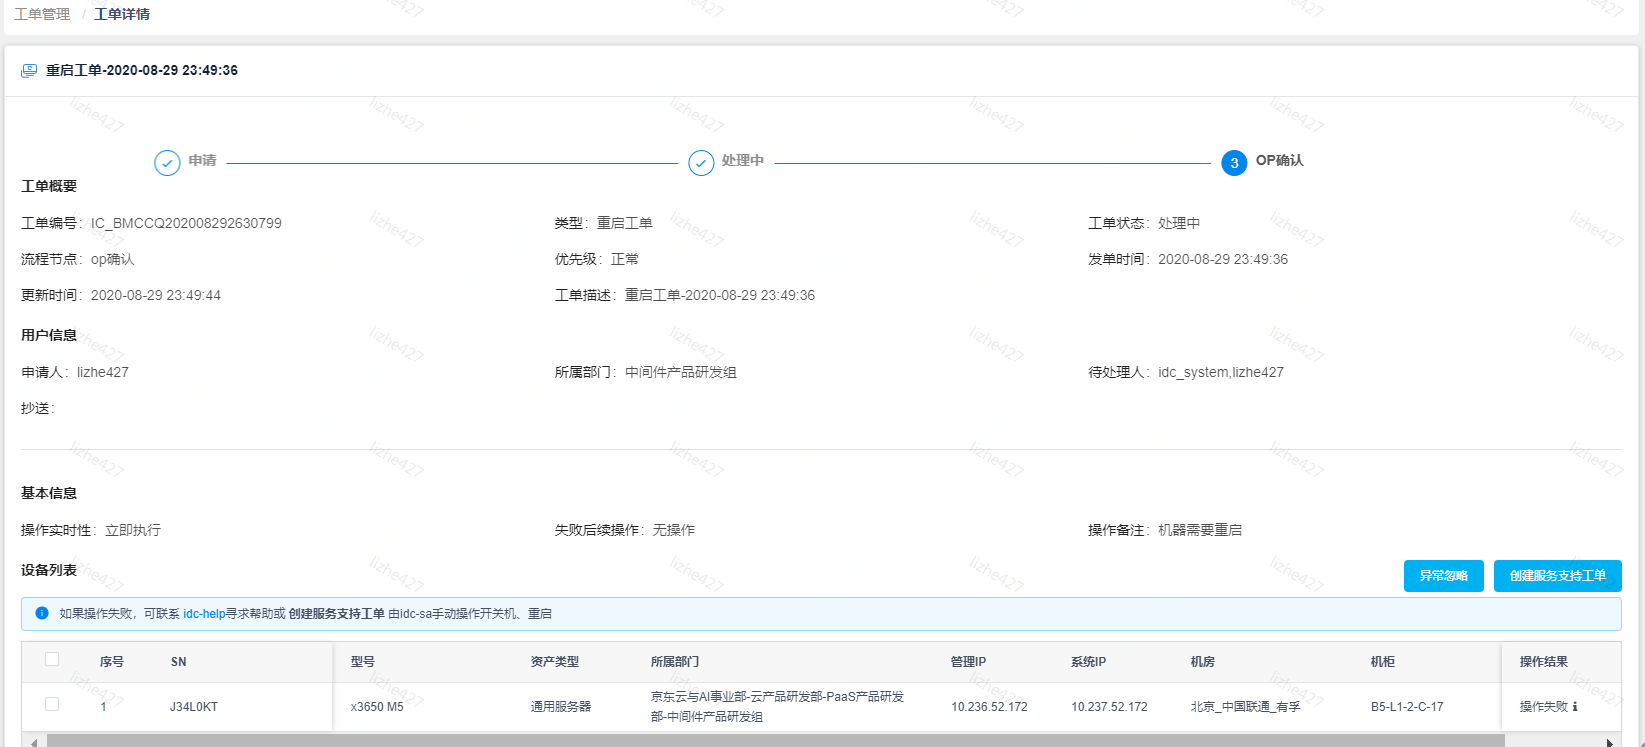 工单管理 / 工单详情
重启工单-2020-08-29 23:49:36
申请 处理中 3 OP确认
工单概要
工单编号: IC_BMCCQ202008292630799 类型: 重启工单 工单状态: 处理中
流程节点: op确认 优先级: 正常 发单时间: 2020-08-29 23:49:36
更新时间: 2020-08-29 23:49:44 工单描述: 重启工单-2020-08-29 23:49:36
用户信息
申请人: lizhe427 所属部门: 中间件产品研发组 待处理人: idc_system,lizhe427
抄送:
基本信息
操作实时性: 立即执行 失败后续操作: 无操作 操作备注: 机器需要重启
设备列表 异常忽略 创建服务支持工单
如果操作失败，可联系 idc-help寻求帮助或 创建服务支持工单 由idc-sa手动操作开关机、重启
序号 SN 型号 资产类型 所属部门 管理IP 系统IP 机房 机柜 操作结果
1 J34L0KT x3650 M5 通用服务器 京东云与AI事业部-云产品研发部-PaaS产品研发 10.236.52.172 10.237.52.172 北京_中国联通_有孚 B5-L1-2-C-17 操作失败
部-中间件产品研发组
lizhe427